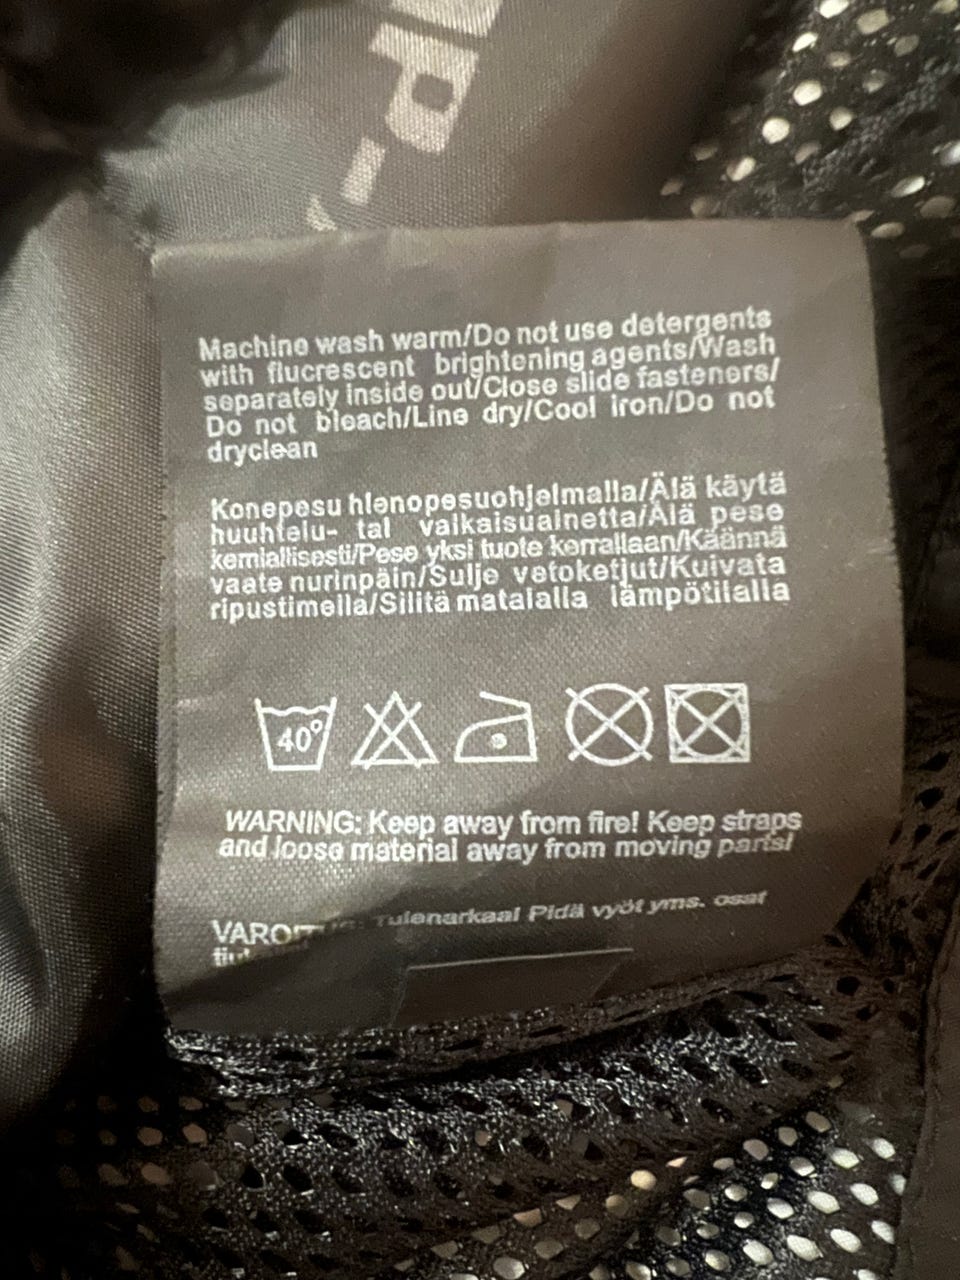 Machine wash warm/Do not use detergents
with flucrescent brightening agents/Wash
separately inside out/Close slide fasteners/
Do not bleach/Line dry/Cool iron/Do not
dryclean
Konepesu hienopesuohjelmalla/Älä käytä
huuhtelu- tai valkaisuainetta/Älä pese
kemiallisesti/Pese yksi tuote kerrallaan/Käännä
vaate nurinpäin/Sulje vetoketjut/Kuivata
ripustimella/Silitä matalalla lämpötilalla
40°
WARNING: Keep away from fire! Keep straps
and loose material away from moving parts!
Pidä vyöt yms. osat